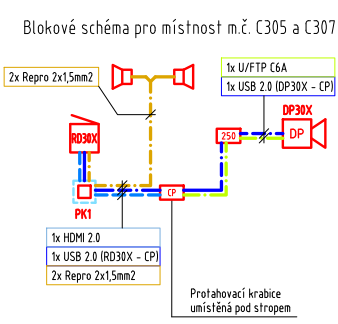 Blokové schéma pro místnost m.č. C305 a C307
2x Repro 2x1,5mm2
1x U/FTP C6A
1x USB 2.0 (DP30X - CP)
DP30X
RD30X
250
DP
PK1
CP
1x HDMI 2.0
1x USB 2.0 (RD30X - CP)
2x Repro 2x1,5mm2
Protahovací krabice
umístěná pod stropem